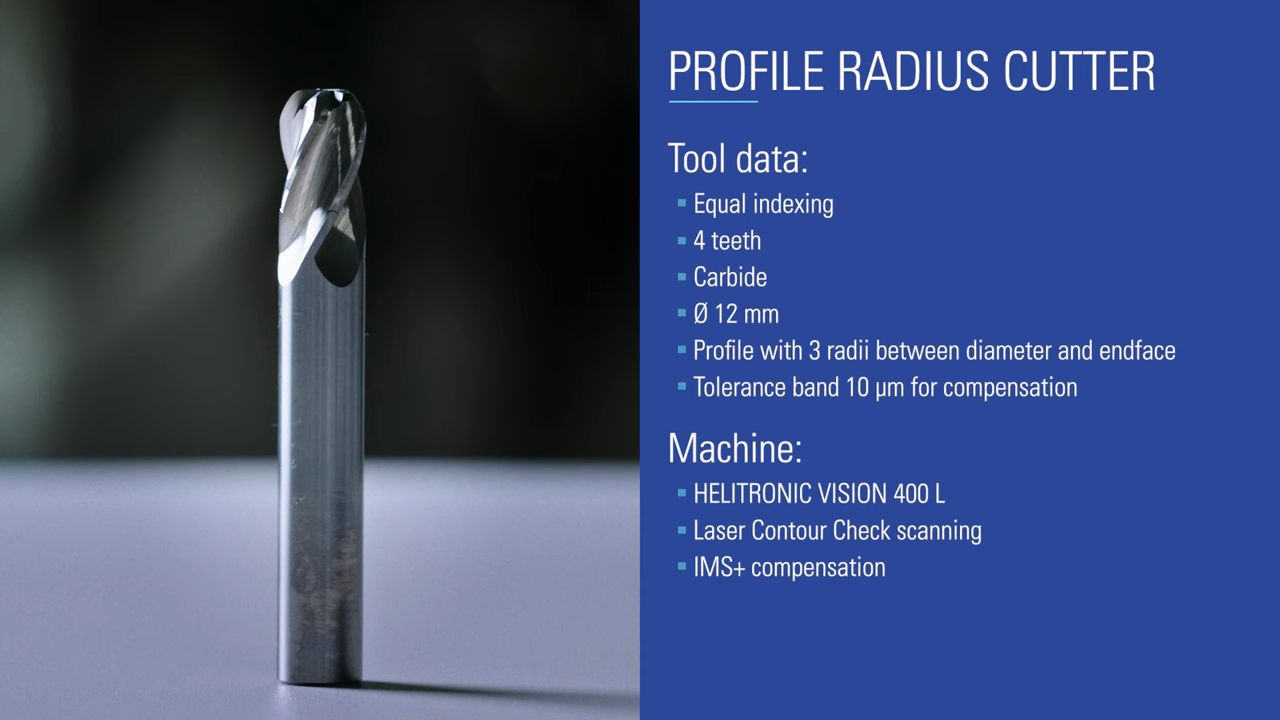 PROFILE RADIUS CUTTER
Tool data:
Equal indexing
4 teeth
Carbide
Ø 12 mm
Profile with 3 radii between diameter and endface
Tolerance band 10 µm for compensation
Machine:
HELITRONIC VISION 400 L
Laser Contour Check scanning
IMS+ compensation